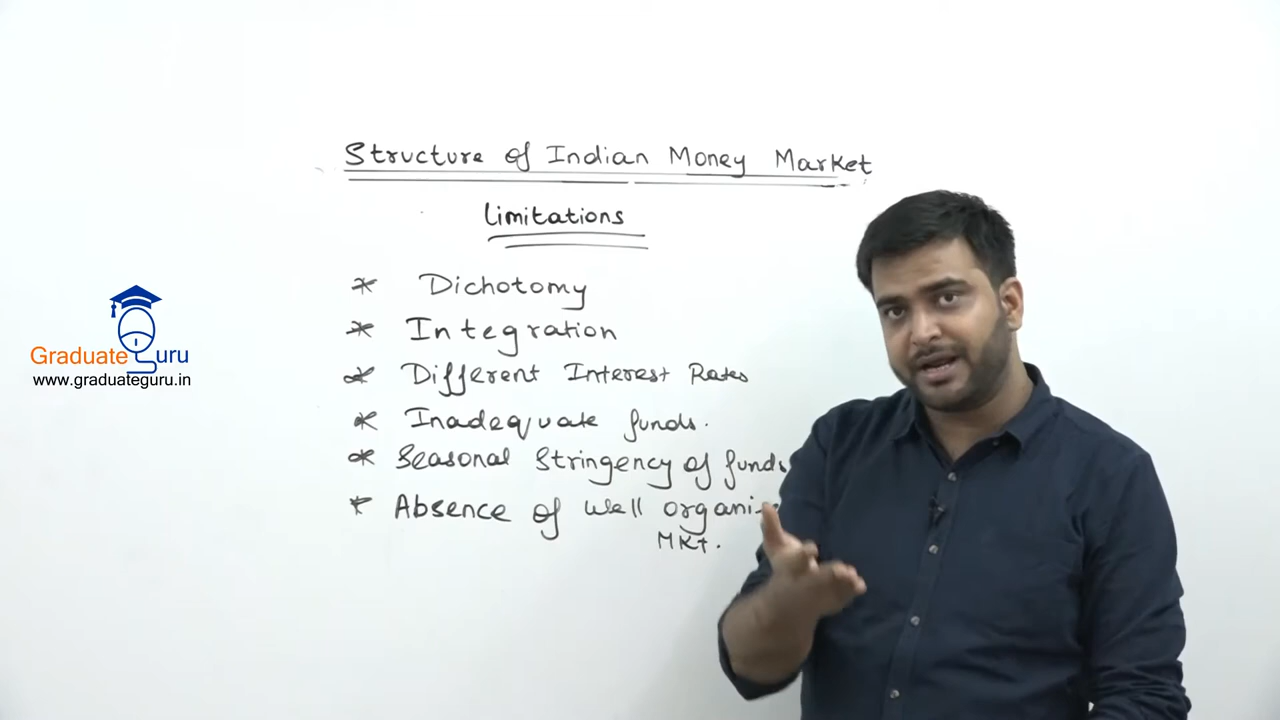 Structure of Indian Money Market
Limitations
* Dichotomy
* Integration
* Different Interest Rates
* Inadequate funds.
* Seasonal Stringency of funds
* Absence of Well
MKT.
Graduate Guru
www.graduateguru.in